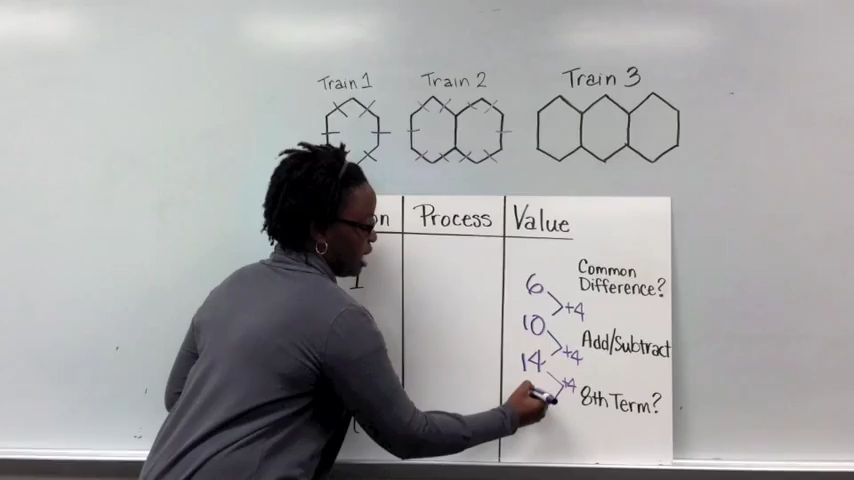 Train 1
Train 2
Train 3
Process
Value
1
6
+4
10
+4
14
+4
Common
Difference?
Add/Subtract
8th Term?